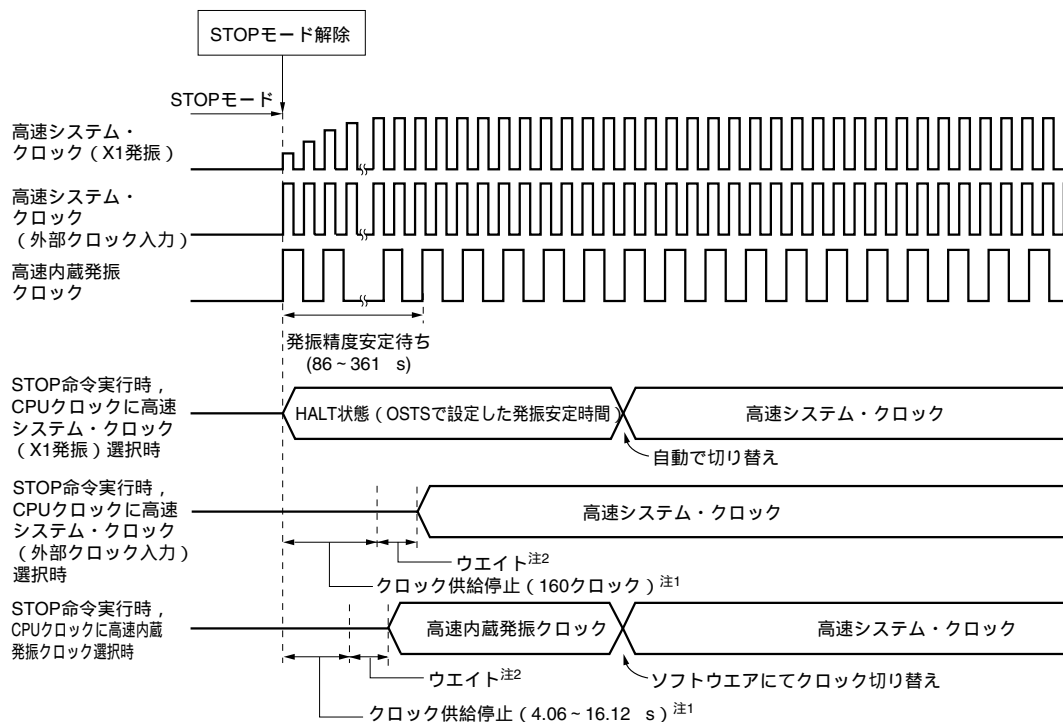 STOPモード解除
STOPモード
高速システム・
クロック（X1発振）
高速システム・
クロック
（外部クロック入力）
高速内蔵発振
クロック
発振精度安定待ち
(86～361 s)
STOP命令実行時，
CPUクロックに高速
システム・クロック
（X1発振）選択時
HALT状態（OSTSで設定した発振安定時間）
高速システム・クロック
自動で切り替え
STOP命令実行時，
CPUクロックに高速
システム・クロック
（外部クロック入力）
選択時
高速システム・クロック
ウエイト注2
クロック供給停止（160クロック）注1
STOP命令実行時，
CPUクロックに高速内蔵
発振クロック選択時
高速内蔵発振クロック
高速システム・クロック
ウエイト注2
ソフトウエアにてクロック切り替え
クロック供給停止（4.06～16.12 s）注1